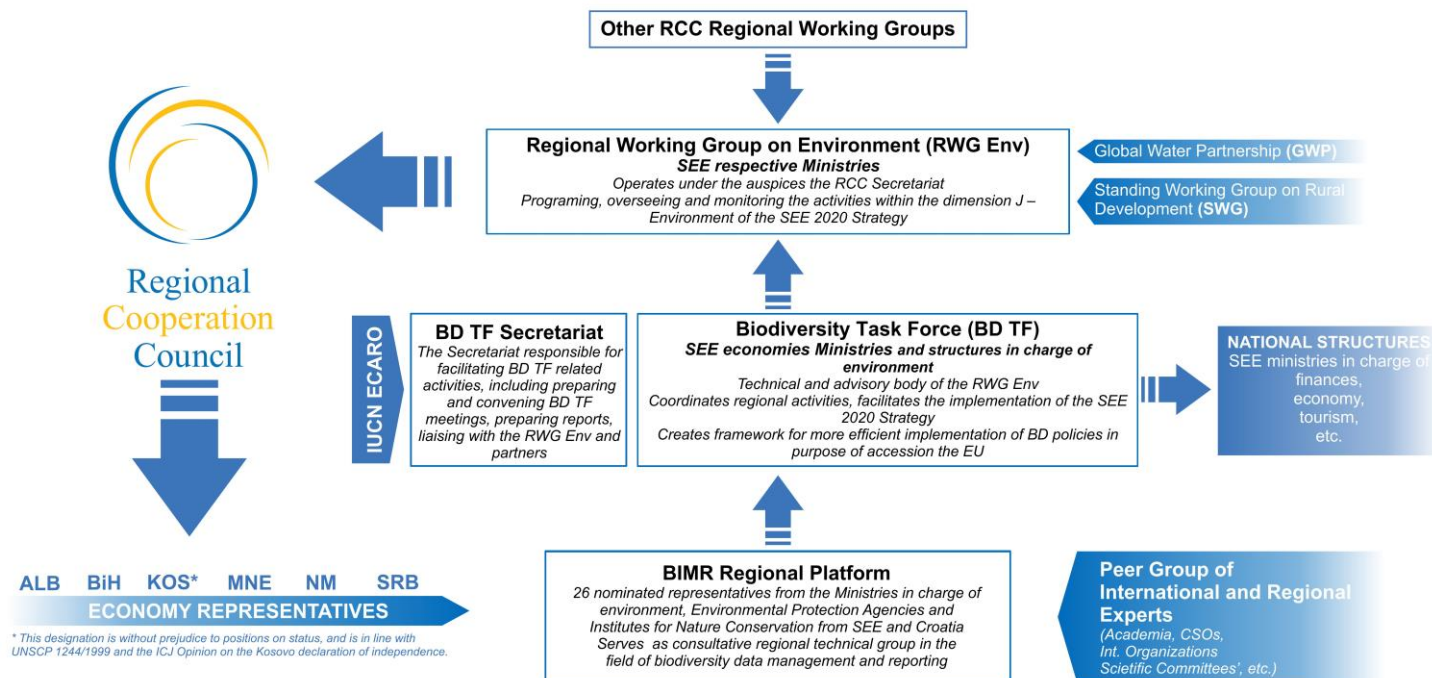 Other RCC Regional Working Groups
Regional Working Group on Environment (RWG Env)
SEE respective Ministries
Operates under the auspices the RCC Secretariat
Programing, overseeing and monitoring the activities within the dimension J –
Environment of the SEE 2020 Strategy
Global Water Partnership (GWP)
Standing Working Group on Rural
Development (SWG)
Regional
Cooperation
Council
IUCN ECARO
BD TF Secretariat
The Secretariat responsible for
facilitating BD TF related
activities, including preparing
and convening BD TF
meetings, preparing reports,
liaising with the RWG Env and
partners
Biodiversity Task Force (BD TF)
SEE economies Ministries and structures in charge of
environment
Technical and advisory body of the RWG Env
Coordinates regional activities, facilitates the implementation of the SEE
2020 Strategy
Creates framework for more efficient implementation of BD policies in
purpose of accession the EU
NATIONAL STRUCTURES
SEE ministries in charge of
finances,
economy,
tourism,
etc.
ALB BiH KOS* MNE NM SRB
ECONOMY REPRESENTATIVES
* This designation is without prejudice to positions on status, and is in line with
UNSCP 1244/1999 and the ICJ Opinion on the Kosovo declaration of independence.
BIMR Regional Platform
26 nominated representatives from the Ministries in charge of
environment, Environmental Protection Agencies and
Institutes for Nature Conservation from SEE and Croatia
Serves as consultative regional technical group in the
field of biodiversity data management and reporting
Peer Group of
International and Regional
Experts
(Academia, CSOs,
Int. Organizations
Scietific Committees', etc.)